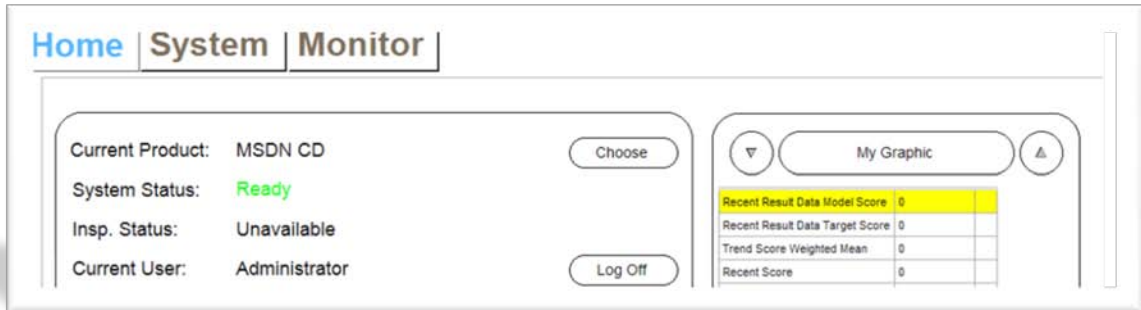 Home System Monitor
Current Product: MSDN CD Choose
System Status: Ready
Insp. Status: Unavailable
Current User: Administrator Log Off
My Graphic
Recent Result Data Model Score 0
Recent Result Data Target Score 0
Trend Score Weighted Mean 0
Recent Score 0